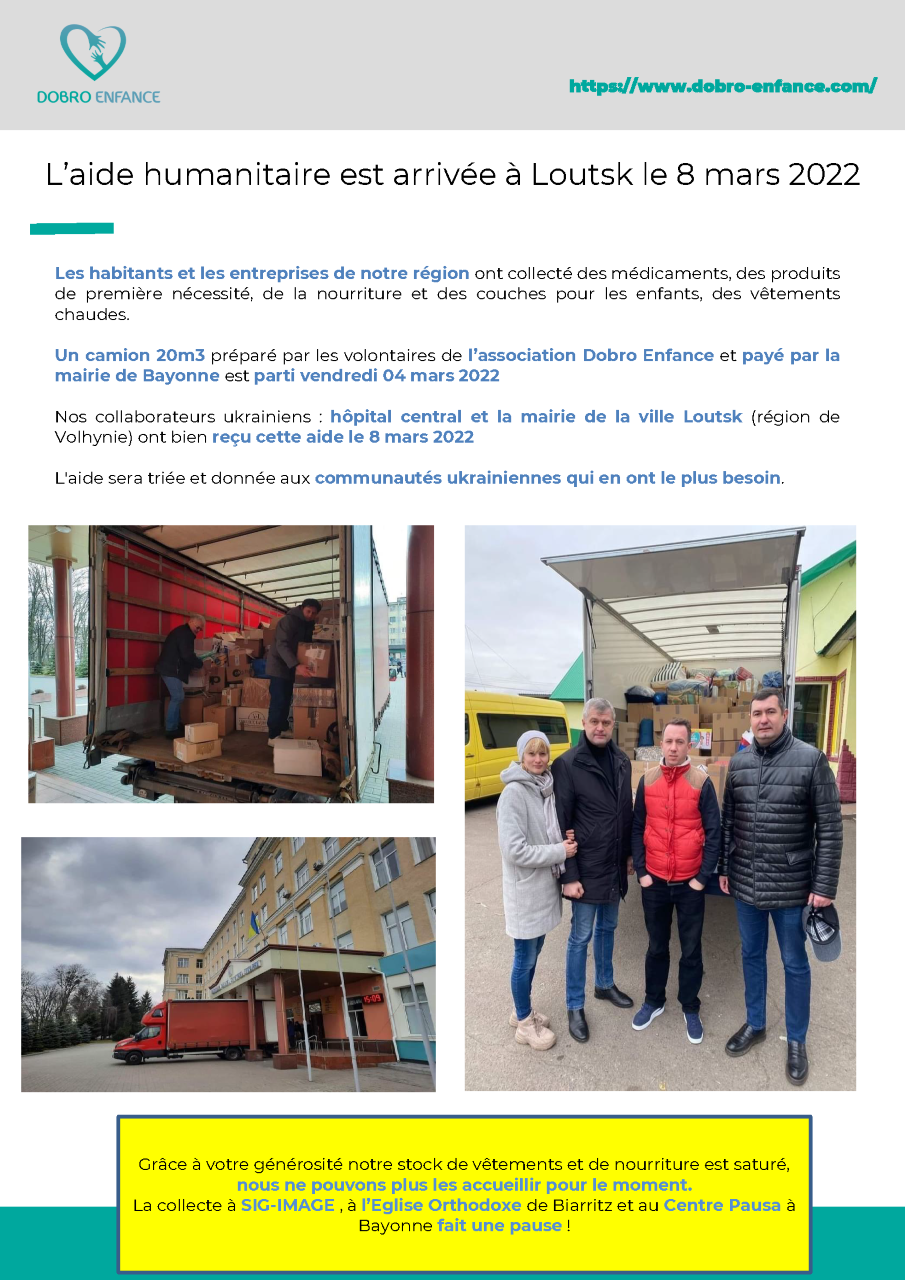 DOBRO ENFANCE
https://www.dobro-enfance.com/
L’aide humanitaire est arrivée à Loutsk le 8 mars 2022
Les habitants et les entreprises de notre région ont collecté des médicaments, des produits
de première nécessité, de la nourriture et des couches pour les enfants, des vêtements
chaudes.
Un camion 20m3 préparé par les volontaires de l’association Dobro Enfance et payé par la
mairie de Bayonne est parti vendredi 04 mars 2022
Nos collaborateurs ukrainiens : hôpital central et la mairie de la ville Loutsk (région de
Volhynie) ont bien reçu cette aide le 8 mars 2022
L'aide sera triée et donnée aux communautés ukrainiennes qui en ont le plus besoin.
15:09
Grâce à votre générosité notre stock de vêtements et de nourriture est saturé,
nous ne pouvons plus les accueillir pour le moment.
La collecte à SIG-IMAGE , à l’Eglise Orthodoxe de Biarritz et au Centre Pausa à
Bayonne fait une pause !